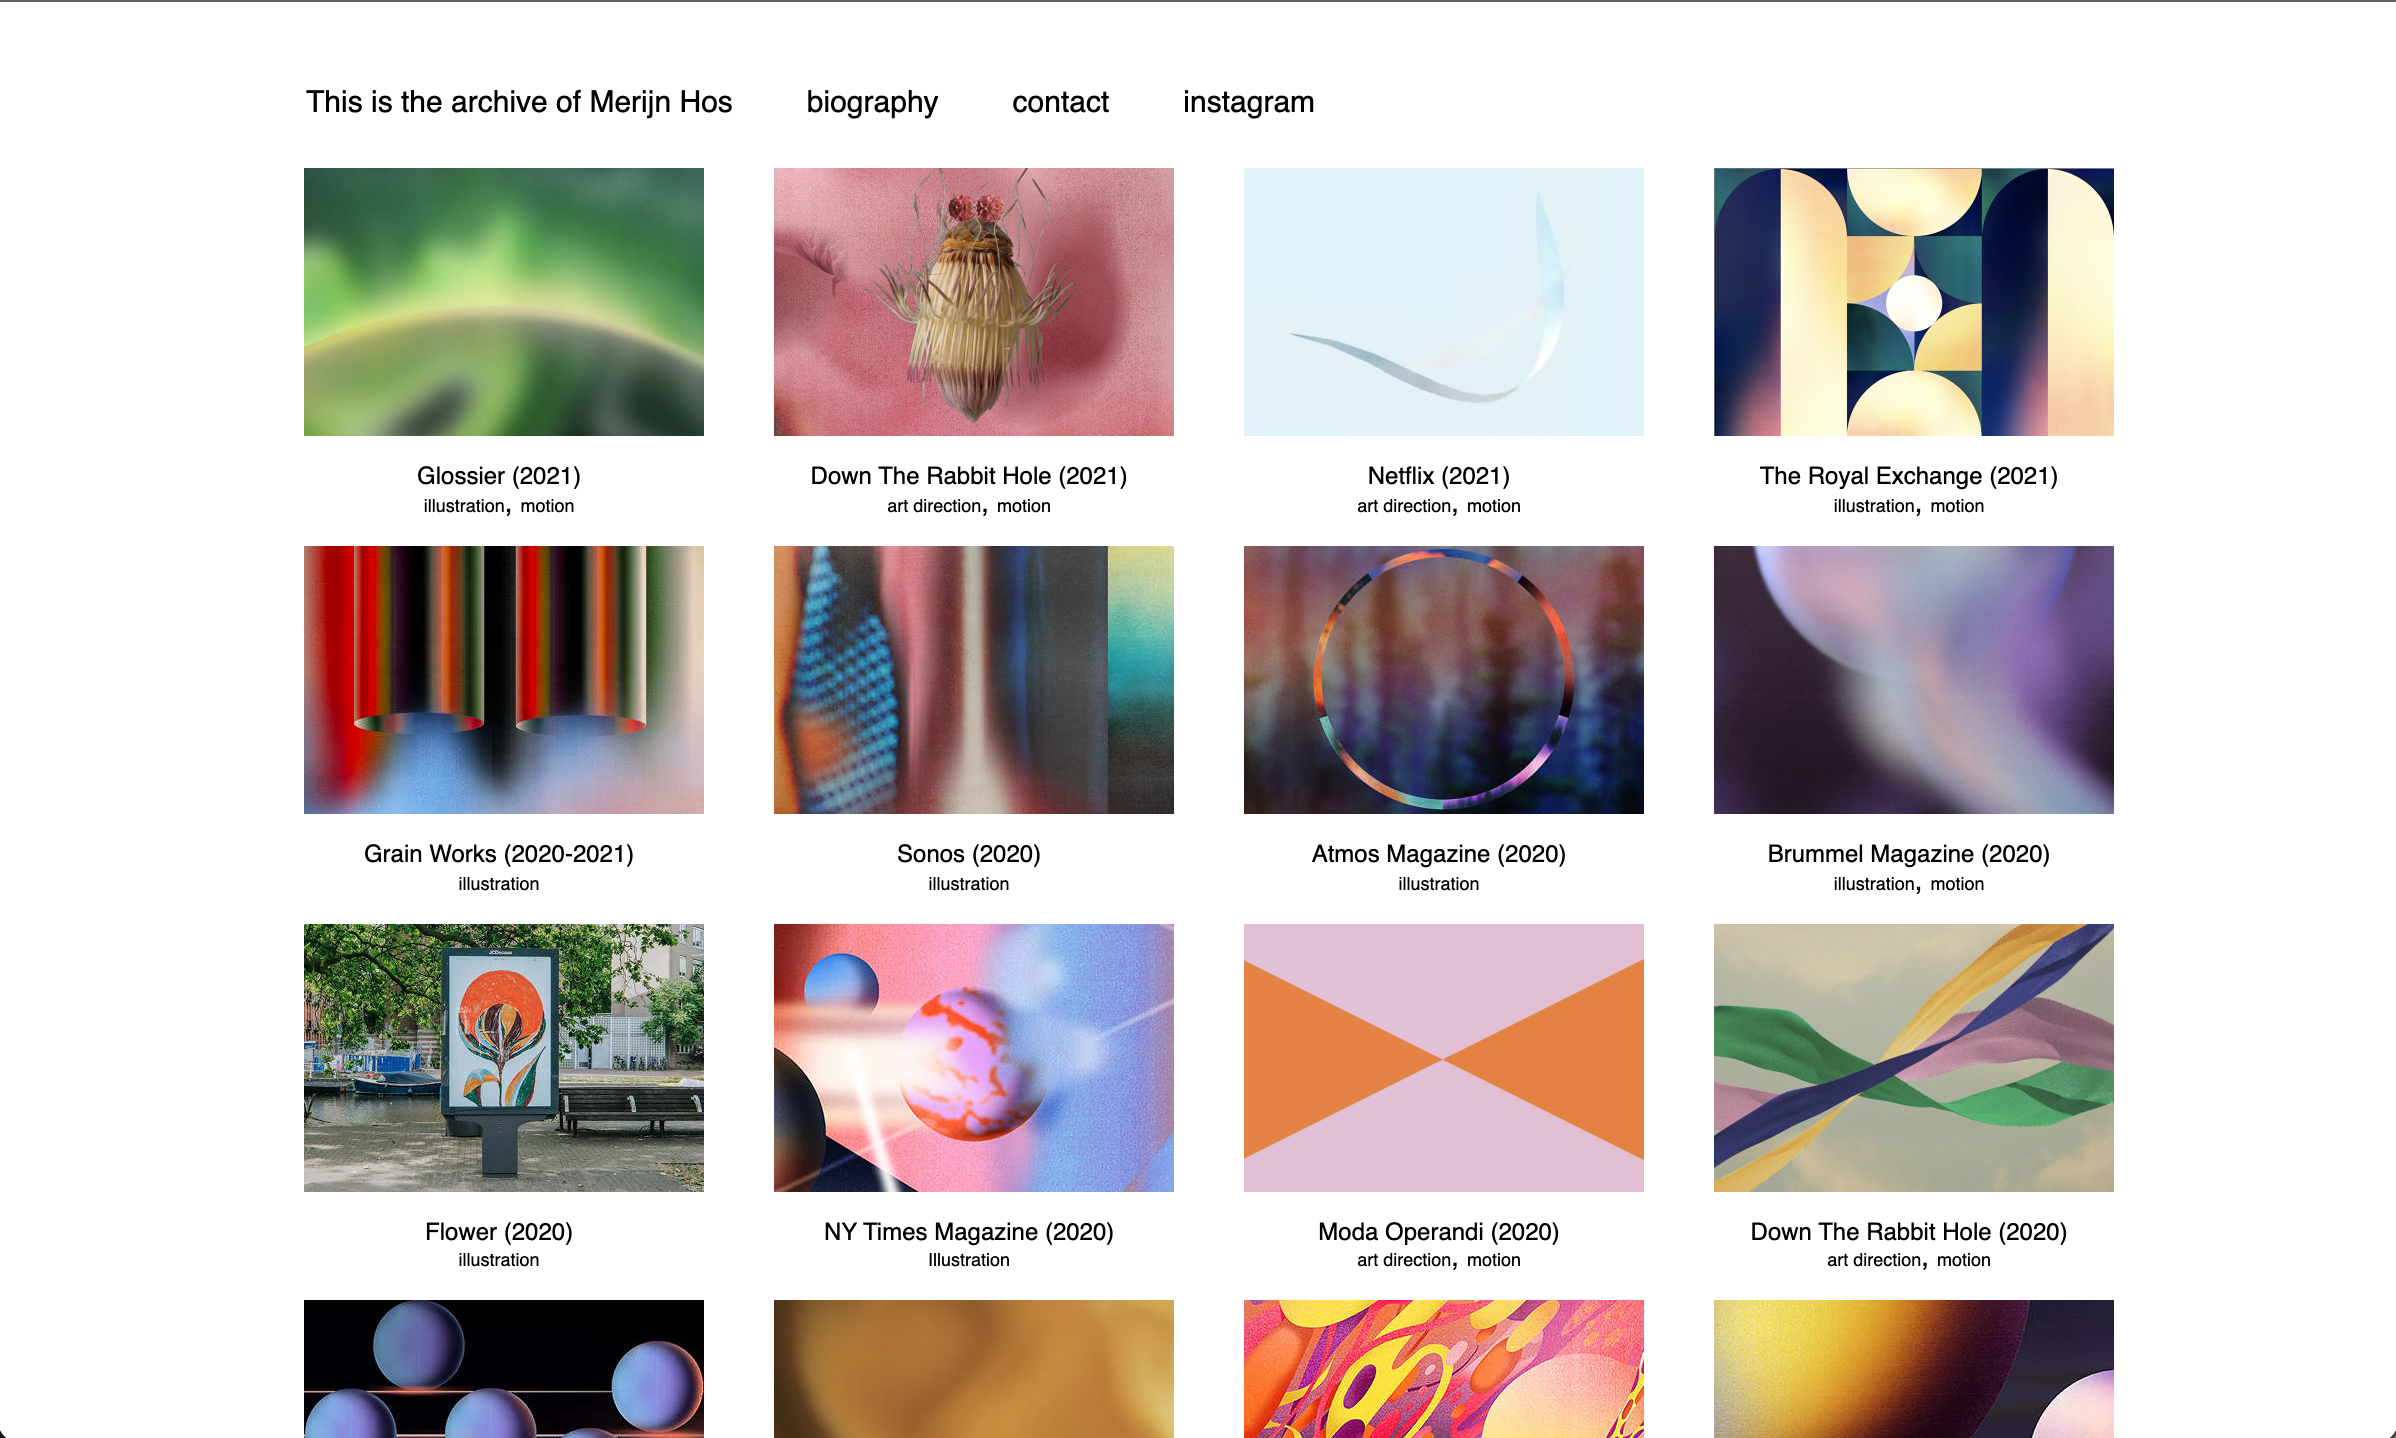 This is the archive of Merijn Hos biography contact instagram
Glossier (2021)
illustration, motion
Down The Rabbit Hole (2021)
art direction, motion
Netflix (2021)
art direction, motion
The Royal Exchange (2021)
illustration, motion
Grain Works (2020-2021)
illustration
Sonos (2020)
illustration
Atmos Magazine (2020)
illustration
Brummel Magazine (2020)
illustration, motion
JCDecaux
Flower (2020)
illustration
NY Times Magazine (2020)
Illustration
Moda Operandi (2020)
art direction, motion
Down The Rabbit Hole (2020)
art direction, motion